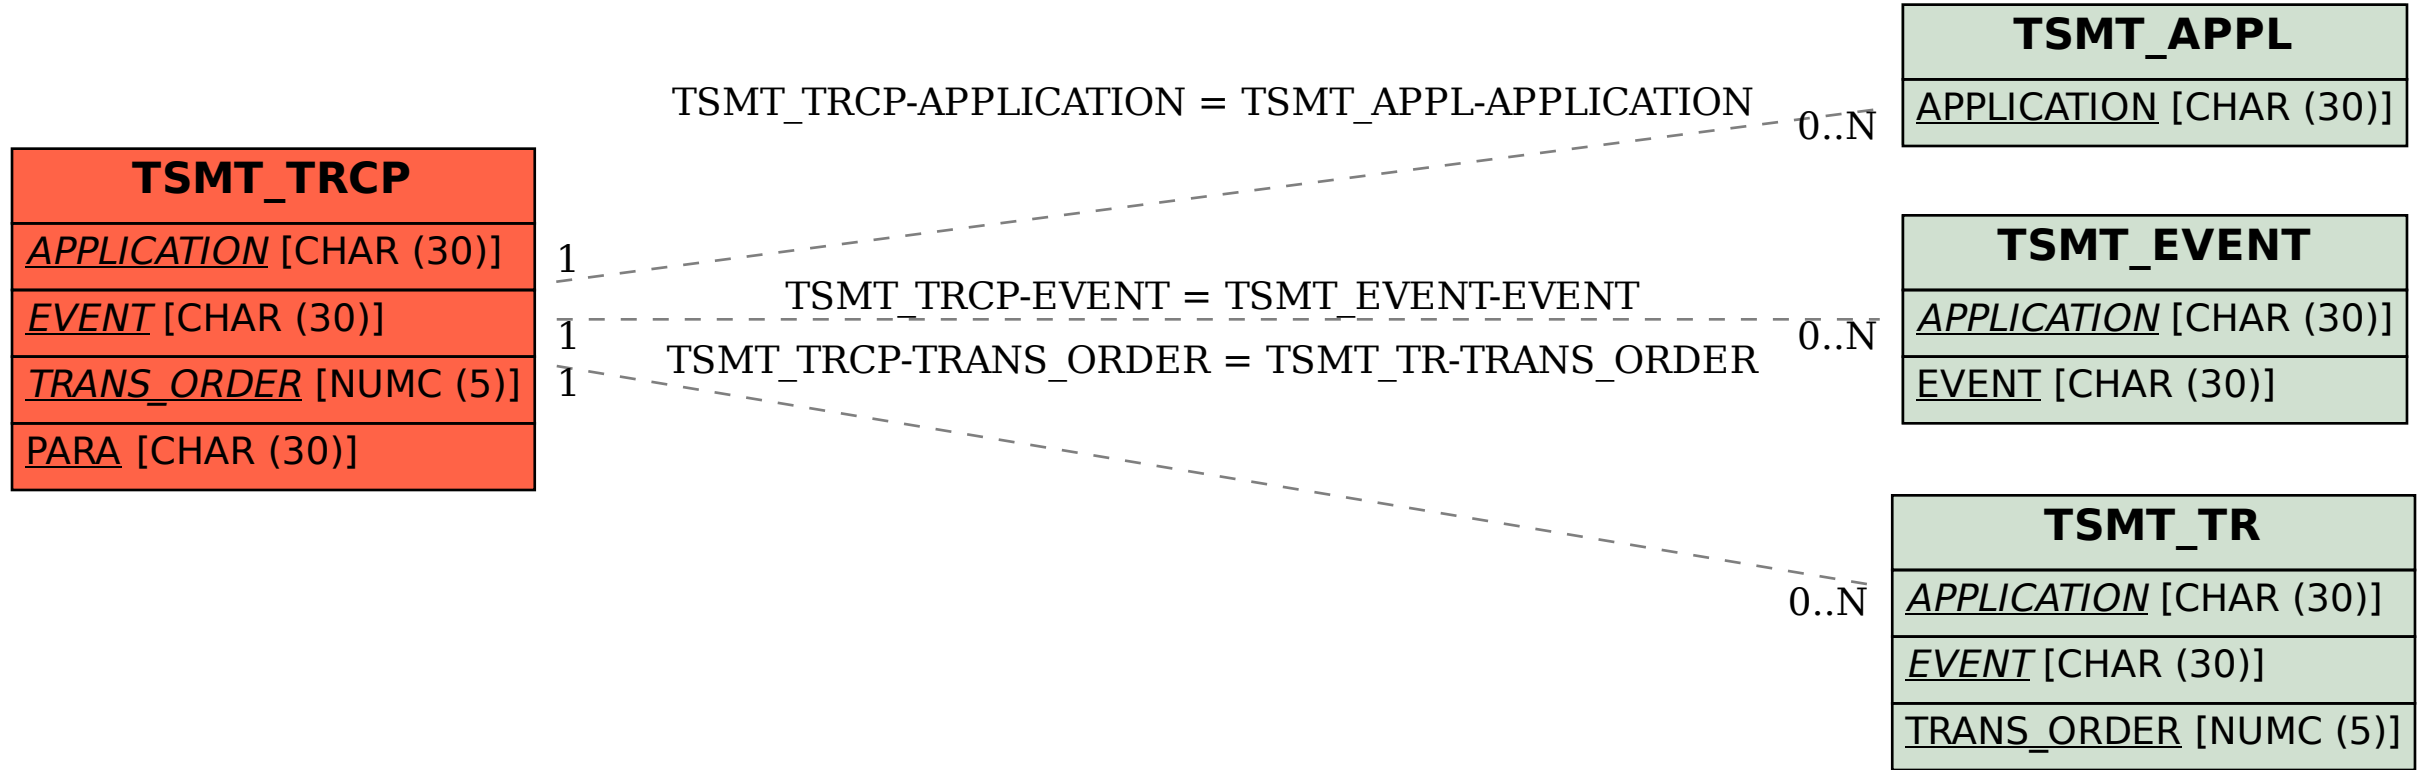 TSMT_TRCP
APPLICATION [CHAR (30)]
EVENT [CHAR (30)]
TRANS_ORDER [NUMC (5)]
PARA [CHAR (30)]
TSMT_TRCP-APPLICATION = TSMT_APPL-APPLICATION
1
0..N
TSMT_TRCP-EVENT = TSMT_EVENT-EVENT
1
0..N
TSMT_TRCP-TRANS_ORDER = TSMT_TR-TRANS_ORDER
1
0..N
TSMT_APPL
APPLICATION [CHAR (30)]
TSMT_EVENT
APPLICATION [CHAR (30)]
EVENT [CHAR (30)]
TSMT_TR
APPLICATION [CHAR (30)]
EVENT [CHAR (30)]
TRANS_ORDER [NUMC (5)]